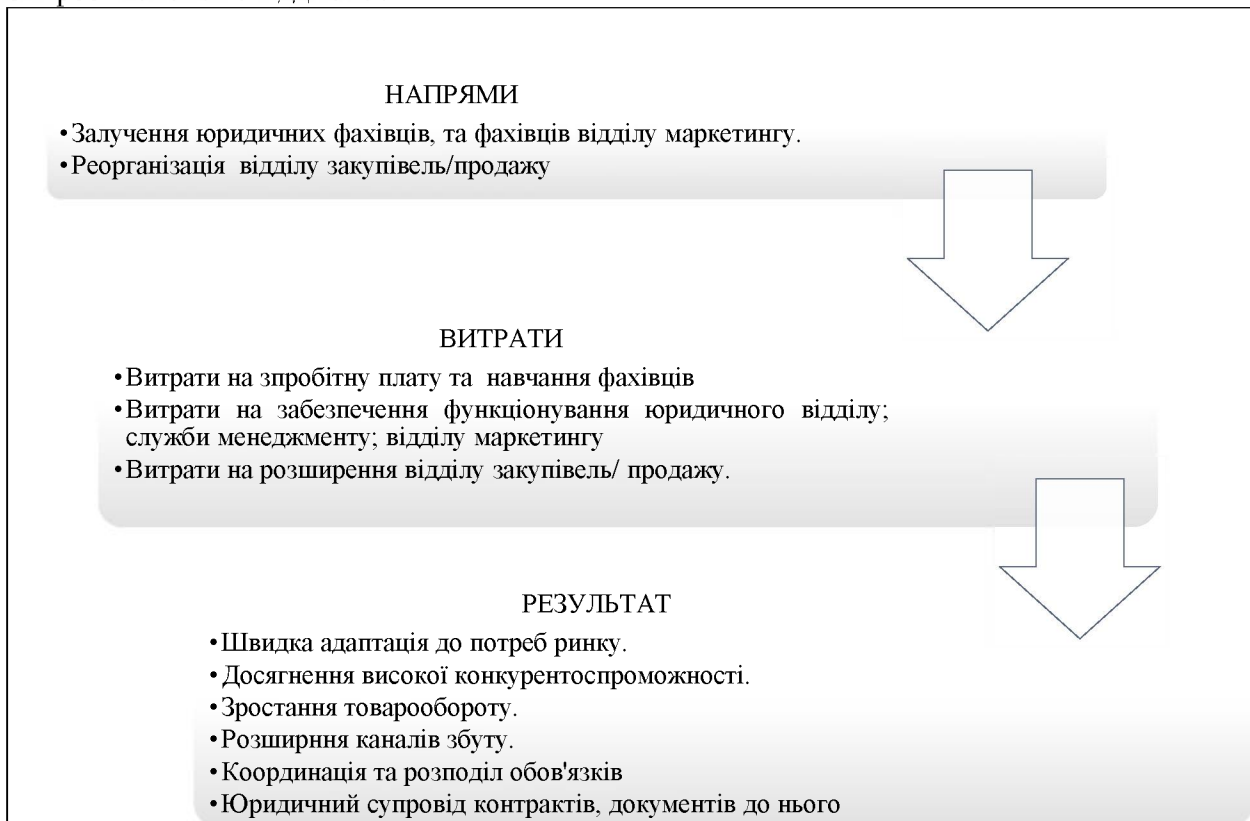 НАПРЯМИ
•Залучення юридичних фахівців, та фахівців відділу маркетингу.
•Реорганізація відділу закупівель/продажу
ВИТРАТИ
•Витрати на зпробітну плату та навчання фахівців
•Витрати на забезпечення функціонування юридичного відділу;
служби менеджменту; відділу маркетингу
•Витрати на розширення відділу закупівель/ продажу.
РЕЗУЛЬТАТ
•Швидка адаптація до потреб ринку.
•Досягнення високої конкурентоспроможності.
•Зростання товарообороту.
•Розширння каналів збуту.
•Координація та розподіл обов'язків
•Юридичний супровід контрактів, документів до нього